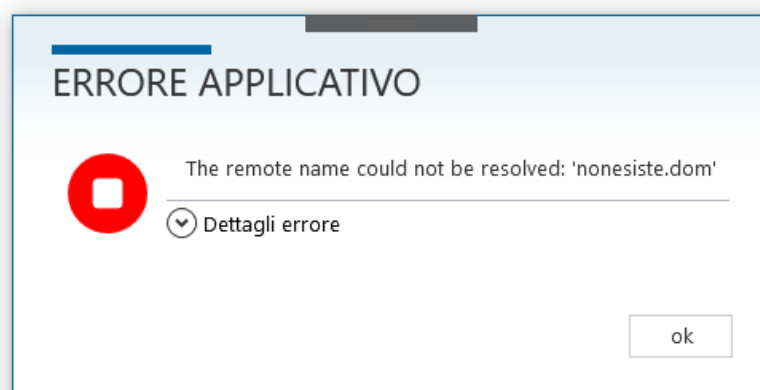 ERRORE APPLICATIVO
The remote name could not be resolved: 'nonesiste.dom'
Dettagli errore
ok